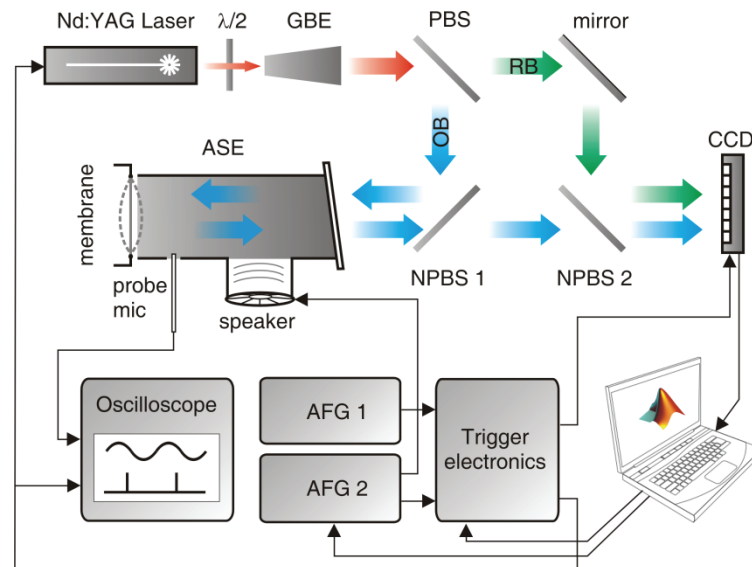 Nd:YAG Laser
λ/2
GBE
PBS
mirror
RB
OB
CCD
ASE
membrane
probe
mic
speaker
NPBS 1
NPBS 2
Oscilloscope
AFG 1
AFG 2
Trigger
electronics